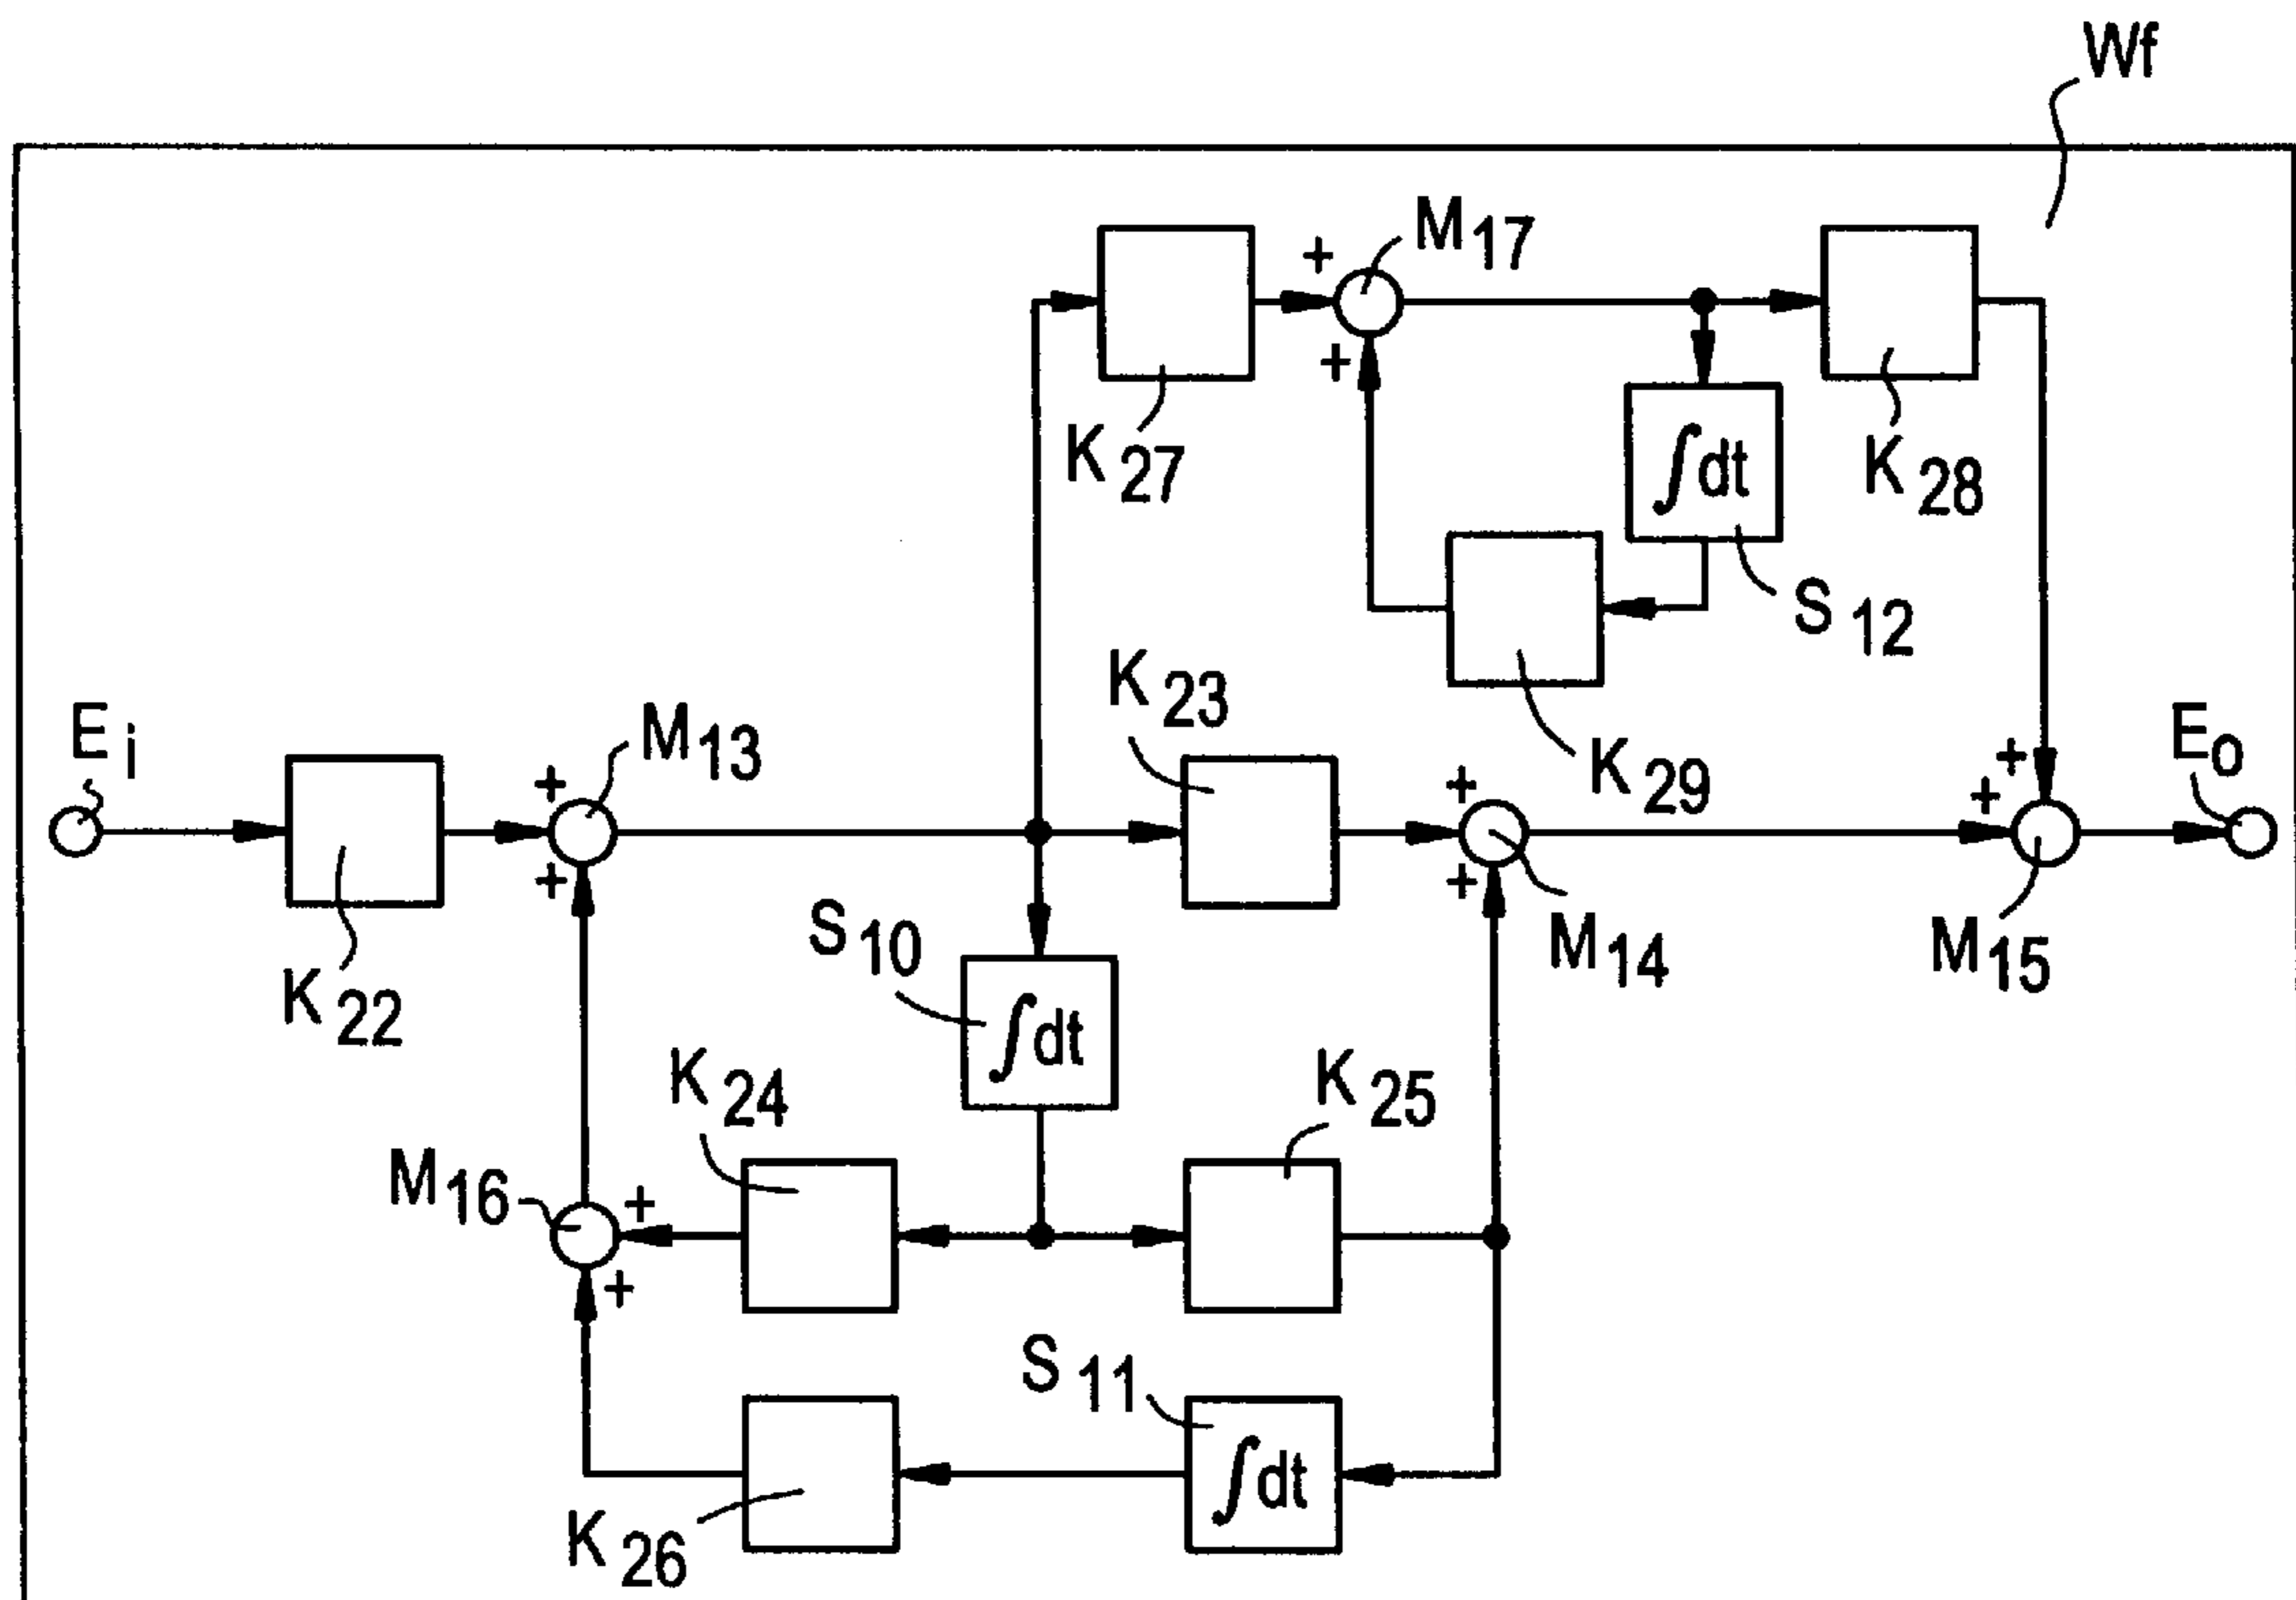 Wf
+ M17
+
K27
∫dt
K28
S12
K23
K29
Ei
M13
+
+
+
+
Eo
+
+
M14
M15
K22
S10
∫dt
K24
K25
M16
+
+
S11
∫dt
K26